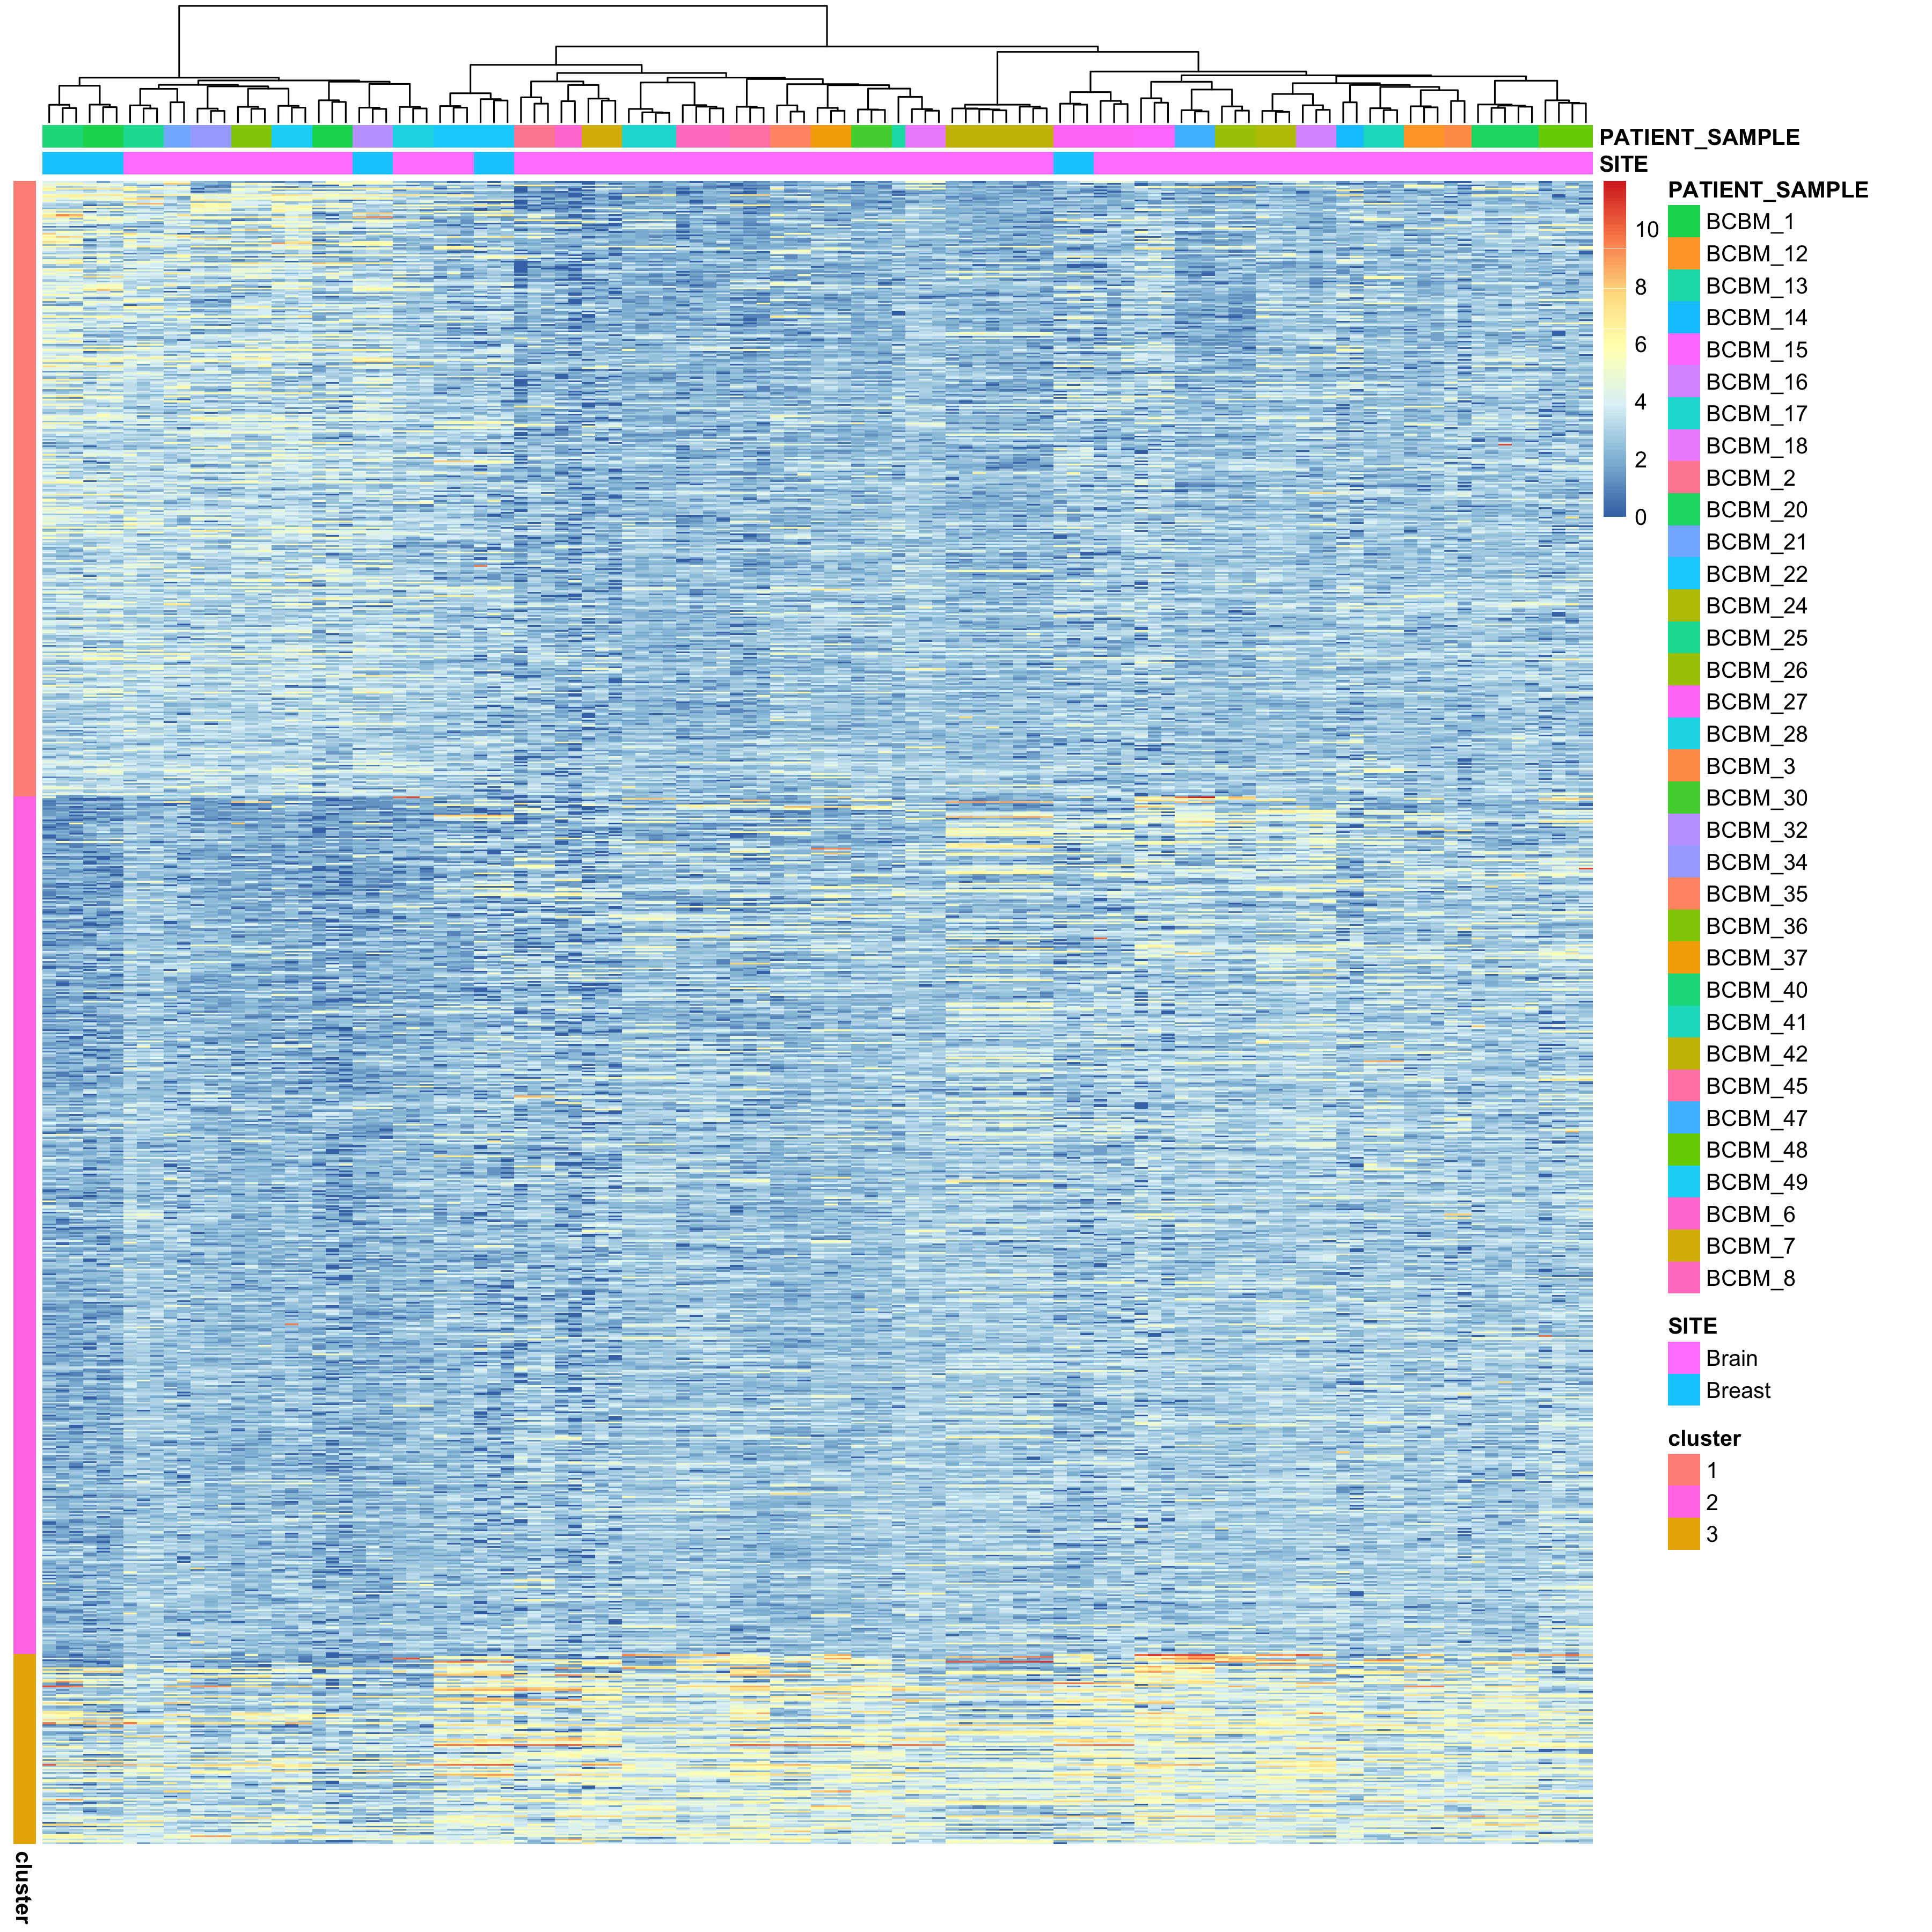 PATIENT_SAMPLE
SITE
10
8
6
4
2
0
PATIENT_SAMPLE
BCBM_1
BCBM_12
BCBM_13
BCBM_14
BCBM_15
BCBM_16
BCBM_17
BCBM_18
BCBM_2
BCBM_20
BCBM_21
BCBM_22
BCBM_24
BCBM_25
BCBM_26
BCBM_27
BCBM_28
BCBM_3
BCBM_30
BCBM_32
BCBM_34
BCBM_35
BCBM_36
BCBM_37
BCBM_40
BCBM_41
BCBM_42
BCBM_45
BCBM_47
BCBM_48
BCBM_49
BCBM_6
BCBM_7
BCBM_8
SITE
Brain
Breast
cluster
1
2
3
cluster